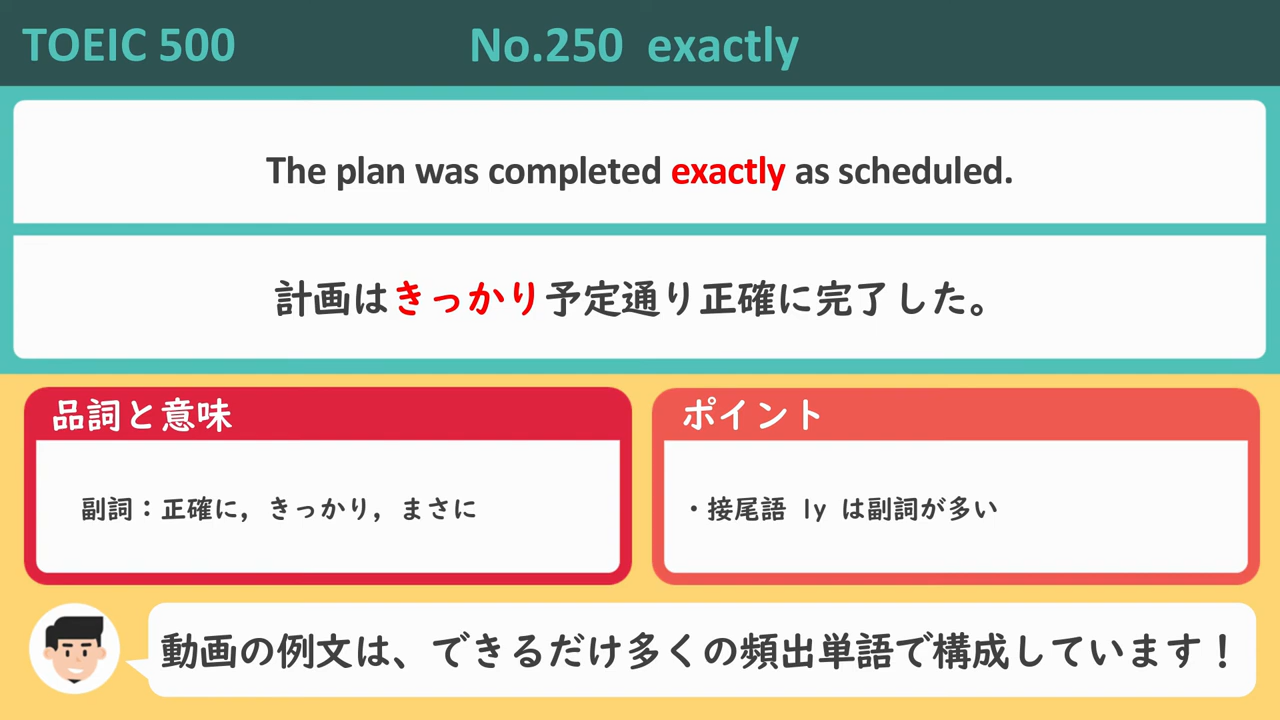 TOEIC 500
No.250 exactly
The plan was completed exactly as scheduled.
計画はきっかり予定通り正確に完了した。
品詞と意味
副詞：正確に，きっかり，まさに
ポイント
・接尾語 ly は副詞が多い
動画の例文は、できるだけ多くの頻出単語で構成しています！